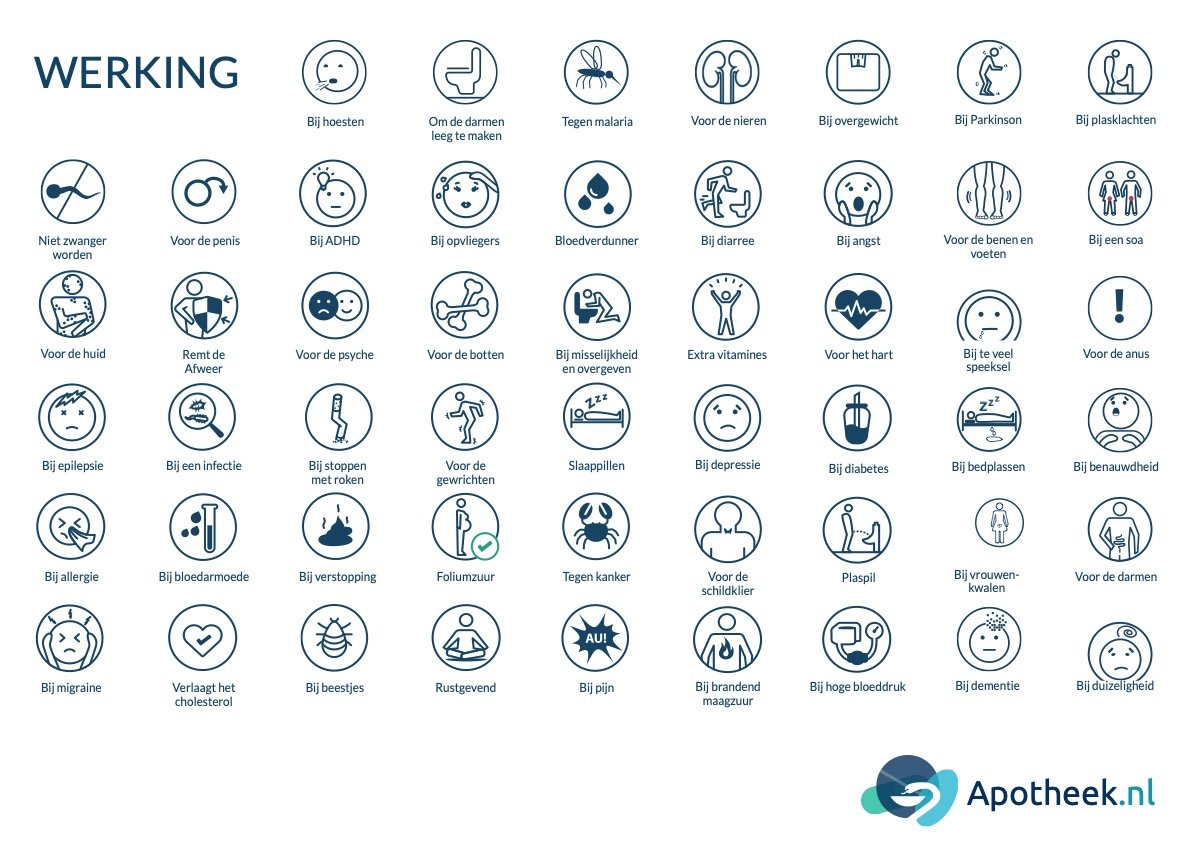 WERKING
Bij hoesten
Om de darmen
leeg te maken
Tegen malaria
Voor de nieren
Bij overgewicht
Bij Parkinson
Bij plasklachten
Niet zwanger
worden
Voor de penis
Bij ADHD
Bij opvliegers
Bloedverdunner
Bij diarree
Bij angst
Voor de benen en
voeten
Bij een soa
Voor de huid
Remt de
Afweer
Voor de psyche
Voor de botten
Bij misselijkheid
en overgeven
Extra vitamines
Voor het hart
Bij te veel
speeksel
!
Voor de anus
Bij epilepsie
Bij een infectie
Bij stoppen
met roken
Voor de
gewrichten
ZZZ
Slaappillen
Bij depressie
Bij diabetes
ZZZ
Bij bedplassen
Bij benauwdheid
Bij allergie
Bij bloedarmoede
Bij verstopping
Foliumzuur
Tegen kanker
Voor de
schildklier
Plaspil
Bij vrouwen-
kwalen
Voor de darmen
Bij migraine
Verlaagt het
cholesterol
Bij beestjes
Rustgevend
AU!
Bij pijn
Bij brandend
maagzuur
Bij hoge bloeddruk
Bij dementie
Bij duizeligheid
Apotheek.nl